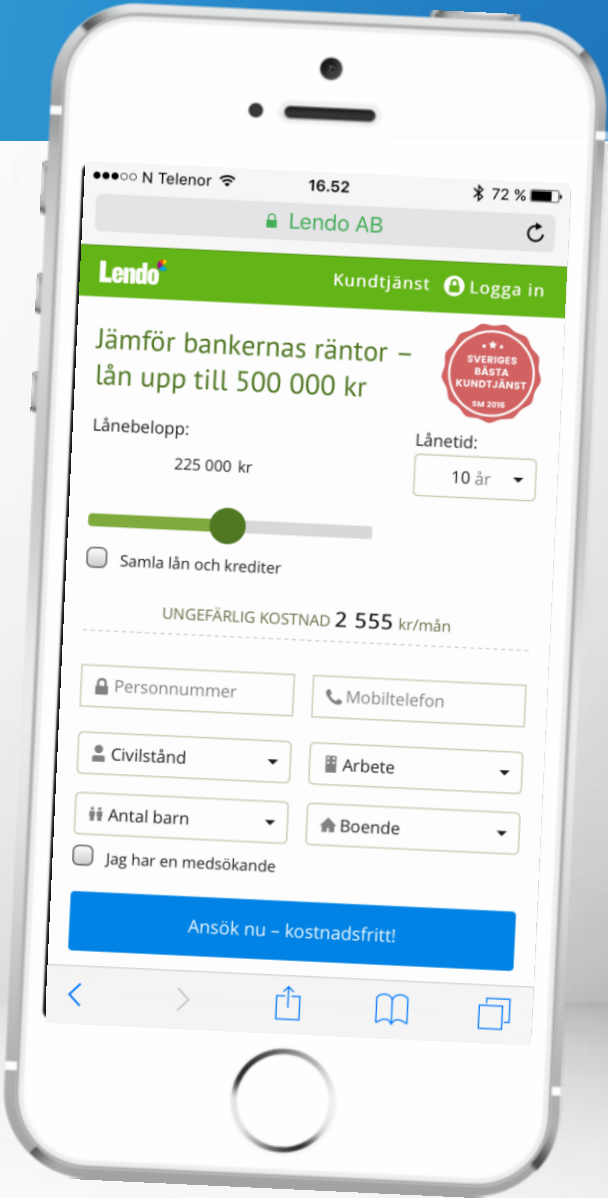 N Telenor 16.52 72 %
Lendo AB
Lendo Kundtjänst Logga in
Jämför bankernas räntor –
lån upp till 500 000 kr
SVERIGES
BÄSTA
KUNDTJÄNST
SM 2016
Lånebelopp:
Lånetid:
225 000 kr
10 år
Samla lån och krediter
UNGEFÄRLIG KOSTNAD 2 555 kr/mån
Personnummer
Mobiltelefon
Civilstånd
Arbete
Antal barn
Boende
Jag har en medsökande
Ansök nu – kostnadsfritt!